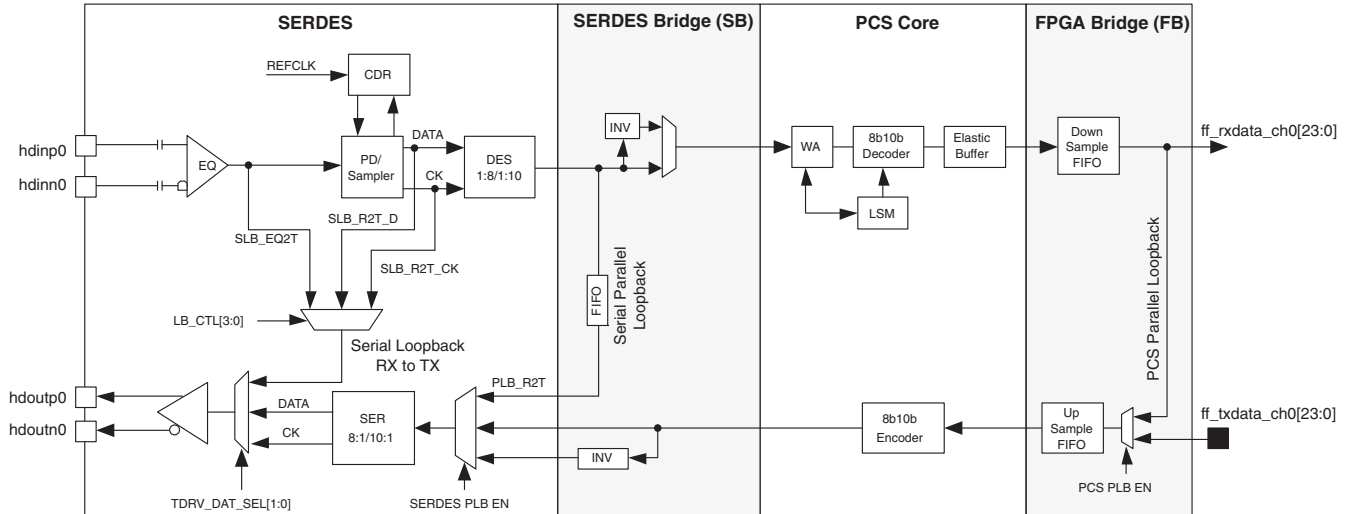 SERDES
SERDES Bridge (SB)
PCS Core
FPGA Bridge (FB)
REFCLK
CDR
hdinp0
hdinn0
EQ
PD/
Sampler
DATA
CK
DES
1:8/1:10
INV
WA
8b10b
Decoder
Elastic
Buffer
LSM
Down
Sample
FIFO
ff_rxdata_ch0[23:0]
SLB_EQ2T
SLB_R2T_D
SLB_R2T_CK
LB_CTL[3:0]
Serial Loopback
RX to TX
FIFO
Serial Parallel
Loopback
PCS Parallel Loopback
hdoutp0
hdoutn0
DATA
CK
SER
8:1/10:1
PLB_R2T
INV
8b10b
Encoder
Up
Sample
FIFO
ff_txdata_ch0[23:0]
TDRV_DAT_SEL[1:0]
SERDES PLB EN
PCS PLB EN